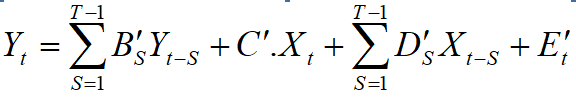 Y_t = \sum_{S=1}^{T-1} B'_S Y_{t-S} + C'.X_t + \sum_{S=1}^{T-1} D'_S X_{t-S} + E'_t